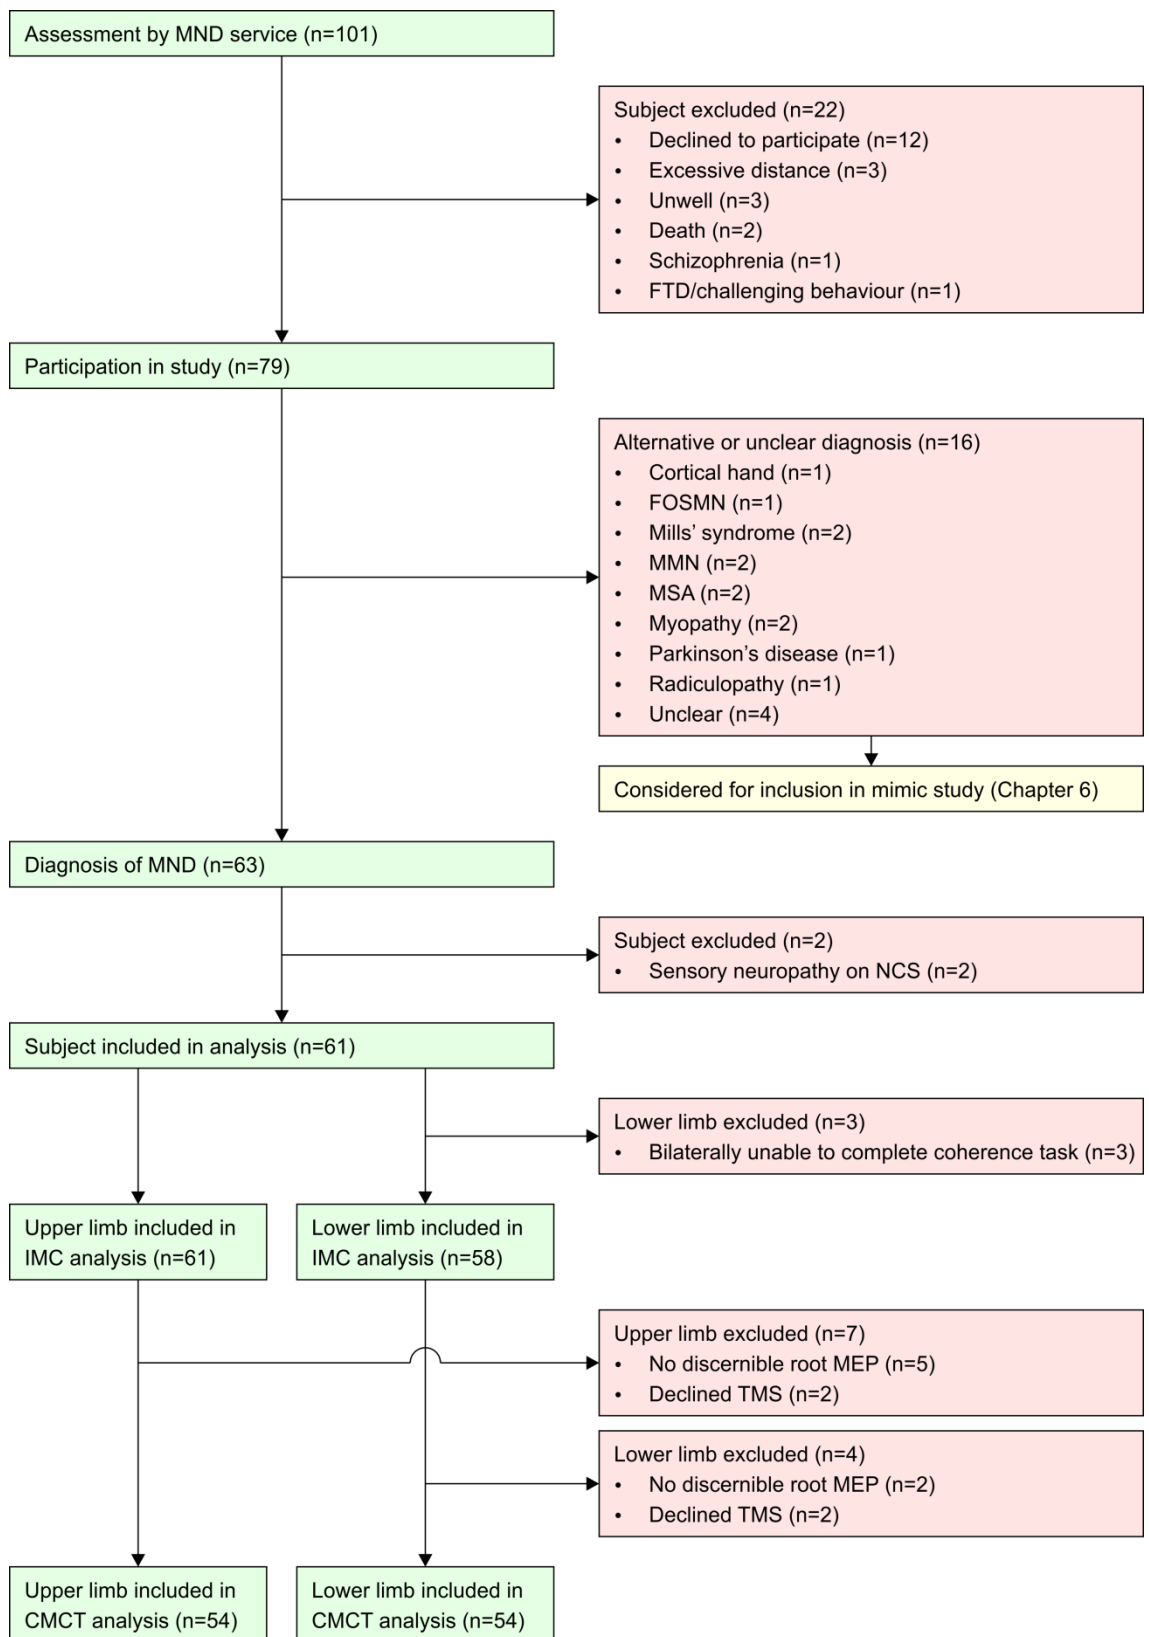 Assessment by MND service (n=101)
Subject excluded (n=22)
• Declined to participate (n=12)
• Excessive distance (n=3)
• Unwell (n=3)
• Death (n=2)
• Schizophrenia (n=1)
• FTD/challenging behaviour (n=1)
Participation in study (n=79)
Alternative or unclear diagnosis (n=16)
• Cortical hand (n=1)
• FOSMN (n=1)
• Mills’ syndrome (n=2)
• MMN (n=2)
• MSA (n=2)
• Myopathy (n=2)
• Parkinson’s disease (n=1)
• Radiculopathy (n=1)
• Unclear (n=4)
Considered for inclusion in mimic study (Chapter 6)
Diagnosis of MND (n=63)
Subject excluded (n=2)
• Sensory neuropathy on NCS (n=2)
Subject included in analysis (n=61)
Lower limb excluded (n=3)
• Bilaterally unable to complete coherence task (n=3)
Upper limb included in
IMC analysis (n=61)
Lower limb included in
IMC analysis (n=58)
Upper limb excluded (n=7)
• No discernible root MEP (n=5)
• Declined TMS (n=2)
Lower limb excluded (n=4)
• No discernible root MEP (n=2)
• Declined TMS (n=2)
Upper limb included in
CMCT analysis (n=54)
Lower limb included in
CMCT analysis (n=54)